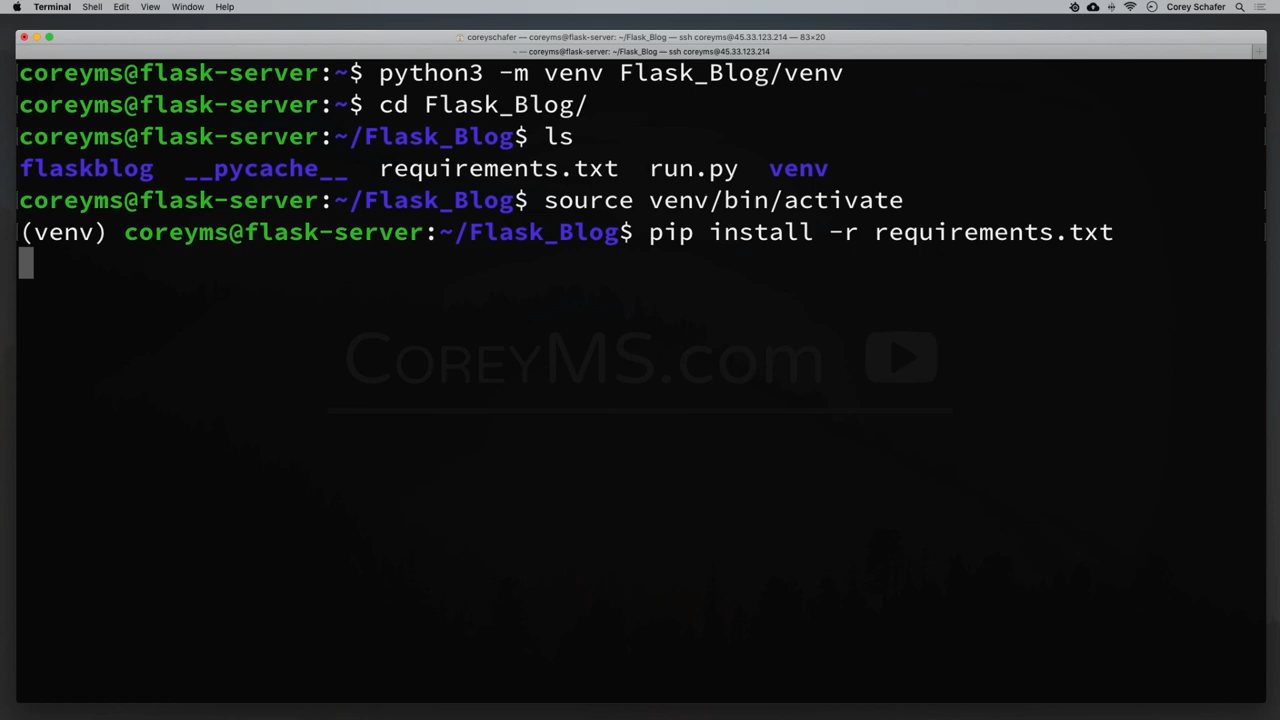 Terminal Shell Edit View Window Help Corey Schafer
coreyschafer — coreyms@flask-server: ~/Flask_Blog — ssh coreyms@45.33.123.214 — 83×20
~ — coreyms@flask-server: ~/Flask_Blog — ssh coreyms@45.33.123.214
coreyms@flask-server:~$ python3 -m venv Flask_Blog/venv
coreyms@flask-server:~$ cd Flask_Blog/
coreyms@flask-server:~/Flask_Blog$ ls
flaskblog __pycache__ requirements.txt run.py venv
coreyms@flask-server:~/Flask_Blog$ source venv/bin/activate
(venv) coreyms@flask-server:~/Flask_Blog$ pip install -r requirements.txt
CoreyMS.com